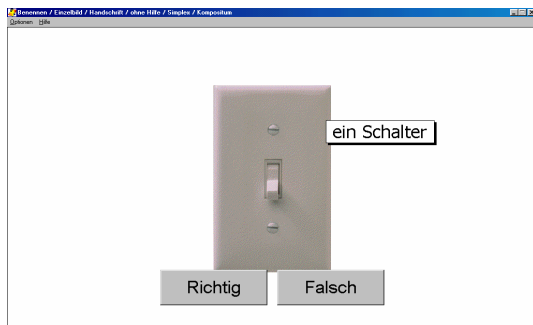 Benennen / Einzelbild / Handschrift / ohne Hilfe / Simplex / Kompositum
Optionen Hilfe
ein Schalter
Richtig Falsch